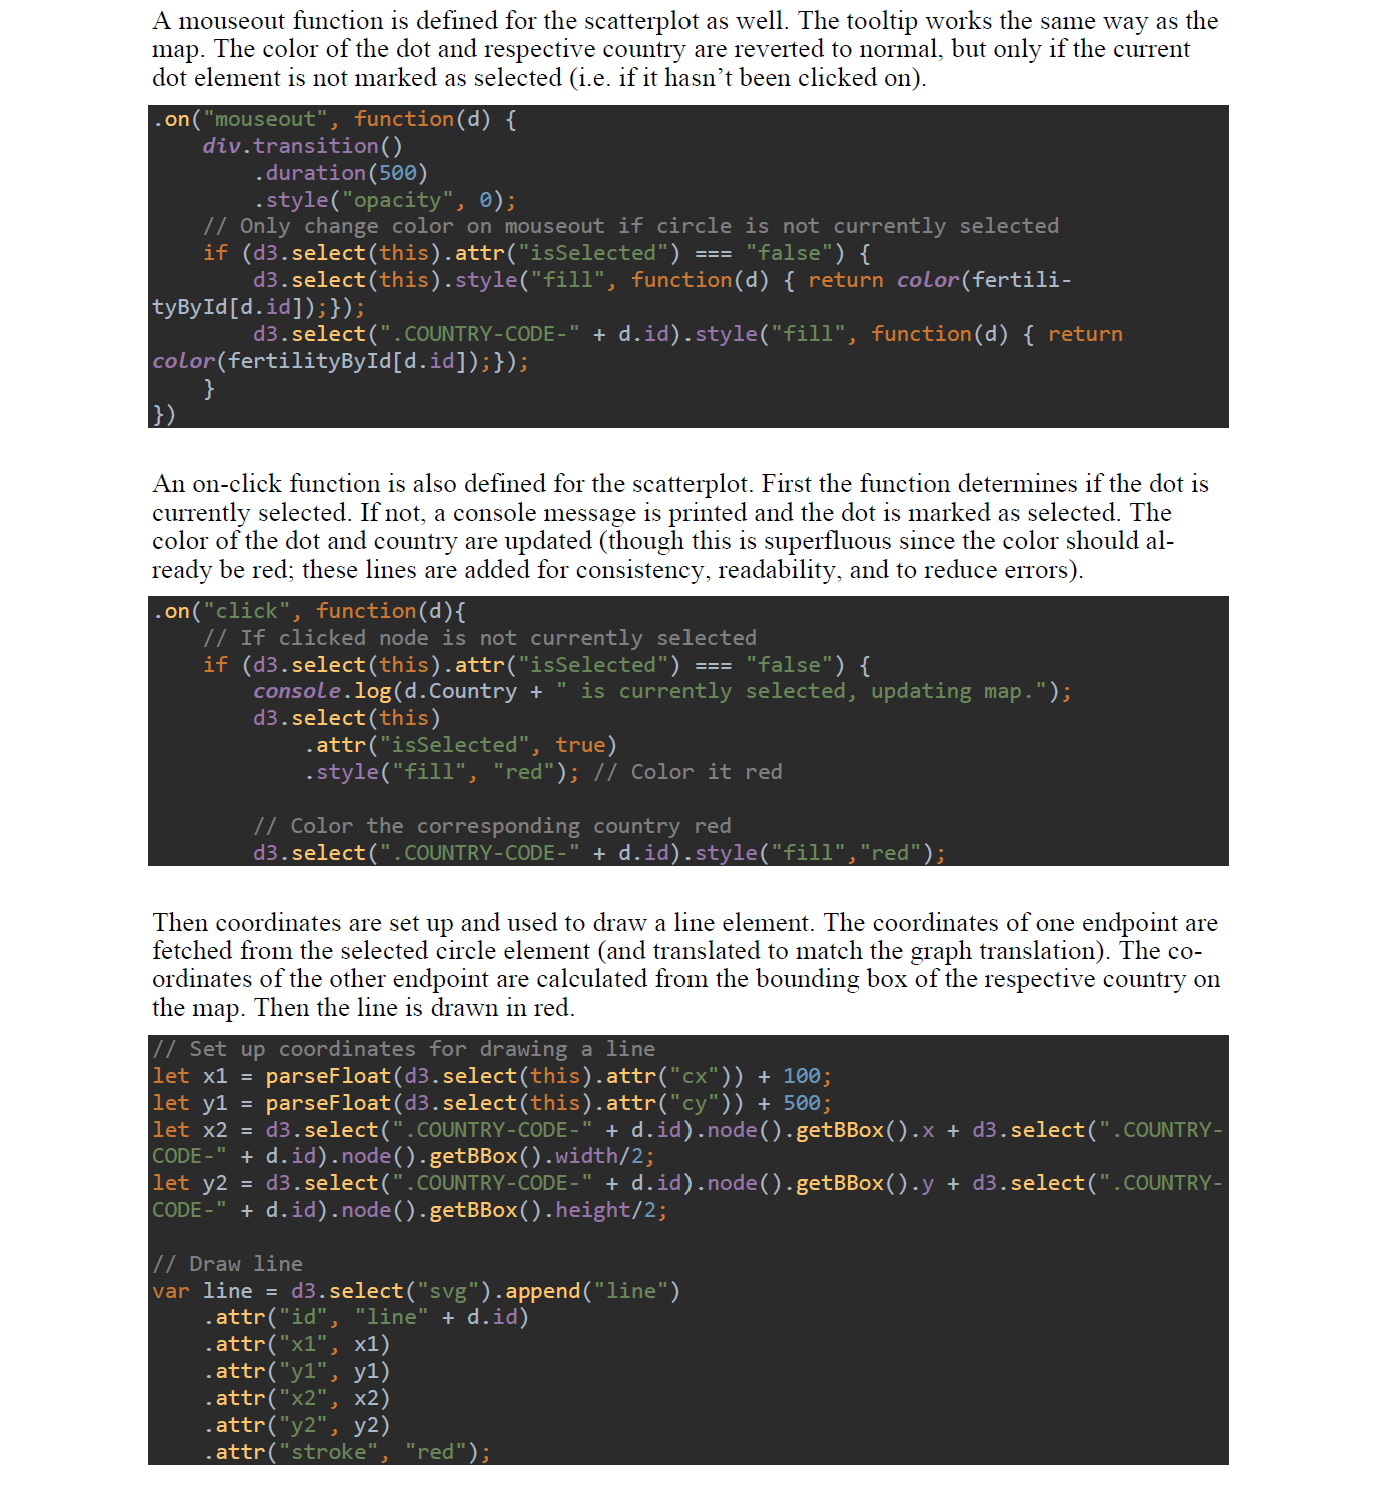 A mouseout function is defined for the scatterplot as well. The tooltip works the same way as the
map. The color of the dot and respective country are reverted to normal, but only if the current
dot element is not marked as selected (i.e. if it hasn’t been clicked on).
.on("mouseout", function(d) {
    div.transition()
        .duration(500)
        .style("opacity", 0);
    // Only change color on mouseout if circle is not currently selected
    if (d3.select(this).attr("isSelected") === "false") {
        d3.select(this).style("fill", function(d) { return color(fertili-
tyById[d.id]);});
        d3.select(".COUNTRY-CODE-" + d.id).style("fill", function(d) { return
color(fertilityById[d.id]);});
    }
})
An on-click function is also defined for the scatterplot. First the function determines if the dot is
currently selected. If not, a console message is printed and the dot is marked as selected. The
color of the dot and country are updated (though this is superfluous since the color should al-
ready be red; these lines are added for consistency, readability, and to reduce errors).
.on("click", function(d){
    // If clicked node is not currently selected
    if (d3.select(this).attr("isSelected") === "false") {
        console.log(d.Country + " is currently selected, updating map.");
        d3.select(this)
            .attr("isSelected", true)
            .style("fill", "red"); // Color it red
        // Color the corresponding country red
        d3.select(".COUNTRY-CODE-" + d.id).style("fill","red");
Then coordinates are set up and used to draw a line element. The coordinates of one endpoint are
fetched from the selected circle element (and translated to match the graph translation). The co-
ordinates of the other endpoint are calculated from the bounding box of the respective country on
the map. Then the line is drawn in red.
// Set up coordinates for drawing a line
let x1 = parseFloat(d3.select(this).attr("cx")) + 100;
let y1 = parseFloat(d3.select(this).attr("cy")) + 500;
let x2 = d3.select(".COUNTRY-CODE-" + d.id).node().getBBox().x + d3.select(".COUNTRY-
CODE-" + d.id).node().getBBox().width/2;
let y2 = d3.select(".COUNTRY-CODE-" + d.id).node().getBBox().y + d3.select(".COUNTRY-
CODE-" + d.id).node().getBBox().height/2;
// Draw line
var line = d3.select("svg").append("line")
    .attr("id", "line" + d.id)
    .attr("x1", x1)
    .attr("y1", y1)
    .attr("x2", x2)
    .attr("y2", y2)
    .attr("stroke", "red");